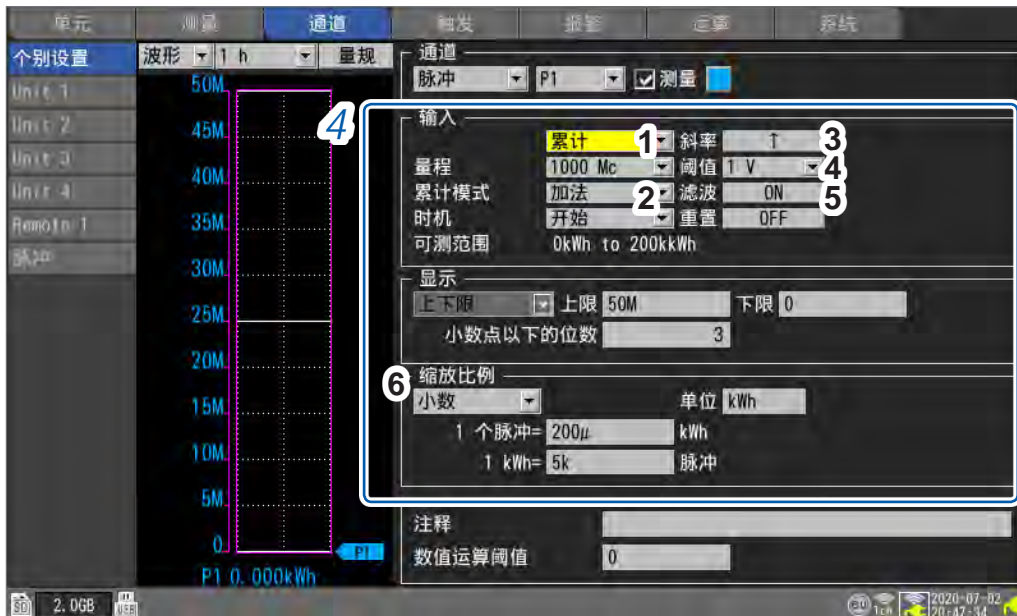 单元 测量 通道 触发 报警 运算 系统
个别设置 波形 1 h 量规
Unit 1
Unit 2
Unit 3
Unit 4
Remote 1
脉冲
50M
45M
40M
35M
30M
25M
20M
15M
10M
5M
0
P1
P1 0.000kWh
4
通道
脉冲 P1 测量
输入
累计 1 斜率 ↑ 3
量程 1000 Mc 阈值 1 V 4
累计模式 加法 2 滤波 ON 5
时机 开始 重置 OFF
可测范围 0kWh to 200kkWh
显示
上下限 上限 50M 下限 0
小数点以下的位数 3
6 缩放比例
小数 单位 kWh
1 个脉冲= 200μ kWh
1 kWh= 5k 脉冲
注释
数值运算阈值 0
SD 2.0GB USB
EU 1ch 2020-07-02
20:47:34